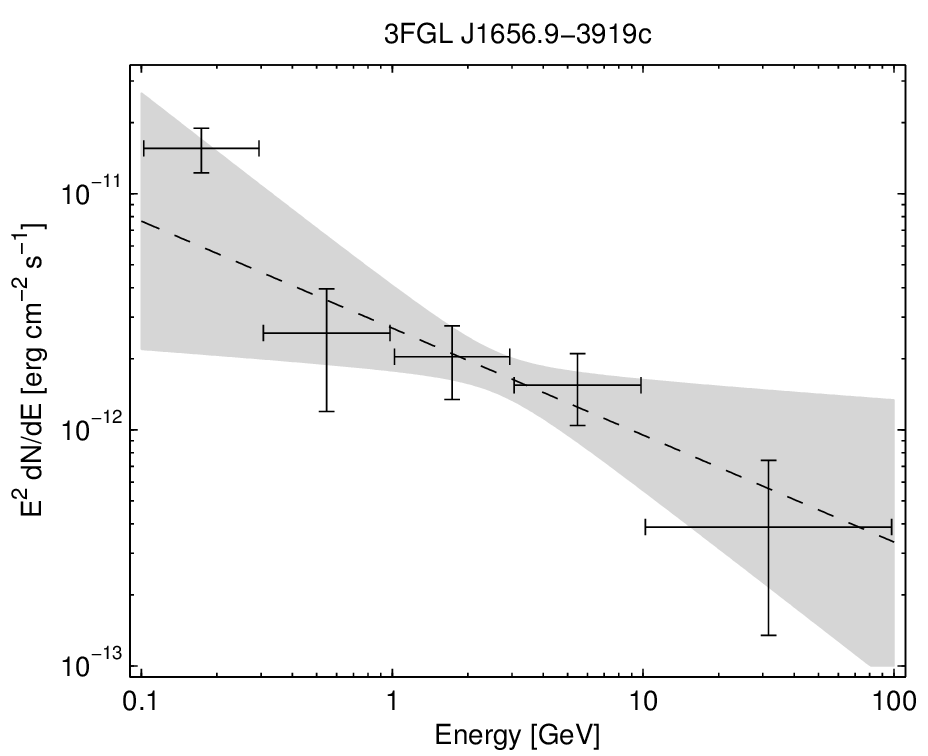 3FGL J1656.9−3919c
E² dN/dE [erg cm⁻² s⁻¹]
10⁻¹¹
10⁻¹²
10⁻¹³
0.1 1 10 100
Energy [GeV]